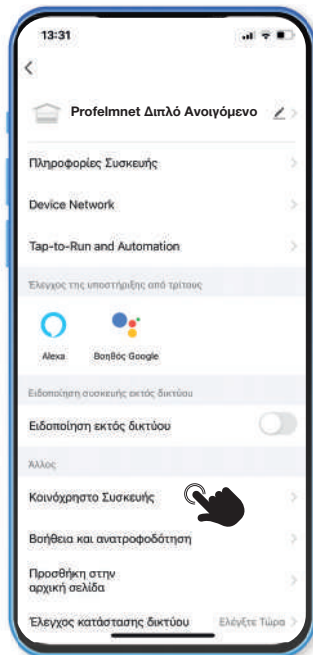 13:31
Profelmnet Διπλό Ανοιγόμενο
Πληροφορίες Συσκευής
Device Network
Tap-to-Run and Automation
Έλεγχος της υποστήριξης από τρίτους
Alexa
Βοηθός Google
Ειδοποίηση συσκευής εκτός δικτύου
Ειδοποίηση εκτός δικτύου
Άλλος
Κοινόχρηστο Συσκευής
Βοήθεια και ανατροφοδότηση
Προσθήκη στην
αρχική σελίδα
Έλεγχος κατάστασης δικτύου Ελέγξτε Τώρα